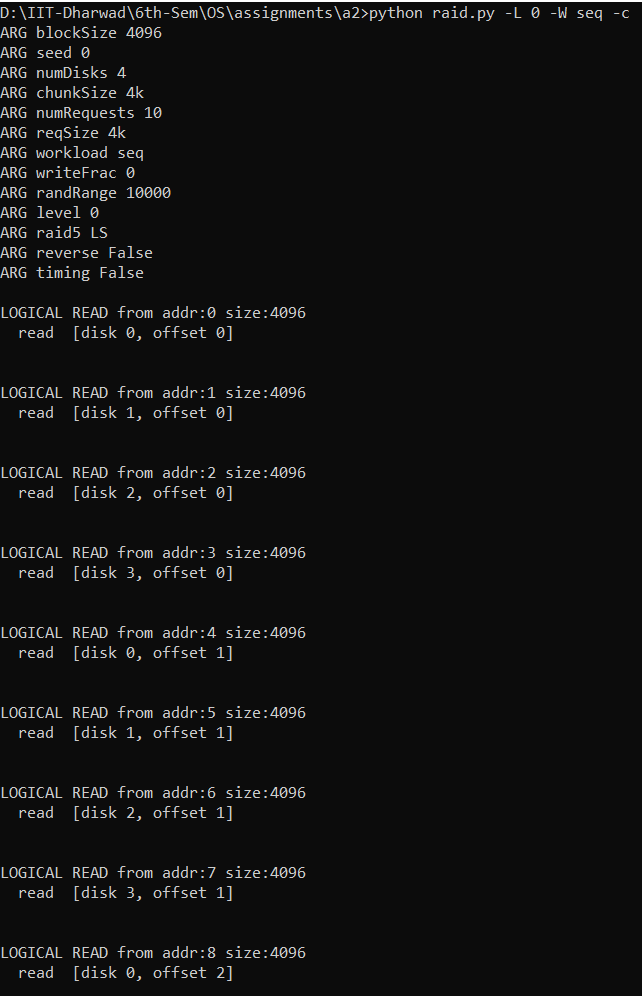 D:\IIT-Dharwad\6th-Sem\OS\assignments\a2>python raid.py -L 0 -W seq -c
ARG blockSize 4096
ARG seed 0
ARG numDisks 4
ARG chunkSize 4k
ARG numRequests 10
ARG reqSize 4k
ARG workload seq
ARG writeFrac 0
ARG randRange 10000
ARG level 0
ARG raid5 LS
ARG reverse False
ARG timing False
LOGICAL READ from addr:0 size:4096
  read  [disk 0, offset 0]
LOGICAL READ from addr:1 size:4096
  read  [disk 1, offset 0]
LOGICAL READ from addr:2 size:4096
  read  [disk 2, offset 0]
LOGICAL READ from addr:3 size:4096
  read  [disk 3, offset 0]
LOGICAL READ from addr:4 size:4096
  read  [disk 0, offset 1]
LOGICAL READ from addr:5 size:4096
  read  [disk 1, offset 1]
LOGICAL READ from addr:6 size:4096
  read  [disk 2, offset 1]
LOGICAL READ from addr:7 size:4096
  read  [disk 3, offset 1]
LOGICAL READ from addr:8 size:4096
  read  [disk 0, offset 2]